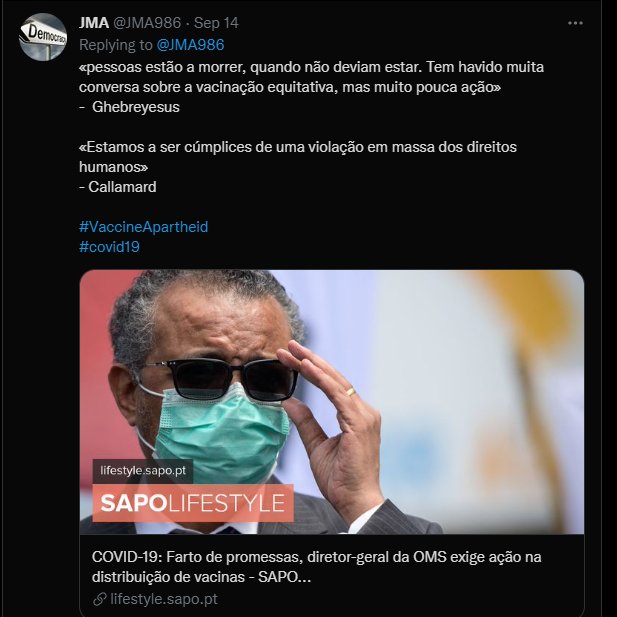 Democracy
JMA @JMA986 · Sep 14
Replying to @JMA986
«pessoas estão a morrer, quando não deviam estar. Tem havido muita
conversa sobre a vacinação equitativa, mas muito pouca ação»
- Ghebreyesus
«Estamos a ser cúmplices de uma violação em massa dos direitos
humanos»
- Callamard
#VaccineApartheid
#covid19
lifestyle.sapo.pt
SAPOLIFESTYLE
COVID-19: Farto de promessas, diretor-geral da OMS exige ação na
distribuição de vacinas - SAPO...
lifestyle.sapo.pt